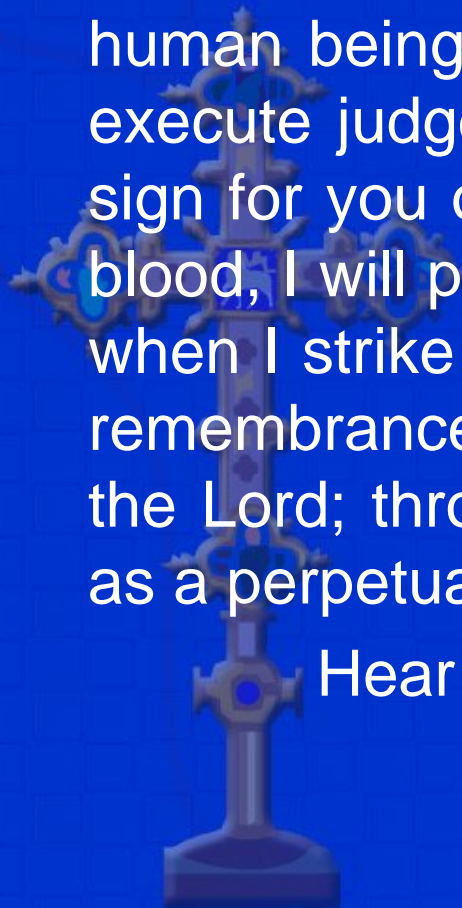 human being
execute judg
sign for you
blood, I will p
when I strike
remembrance
the Lord; thro
as a perpetua
Hear